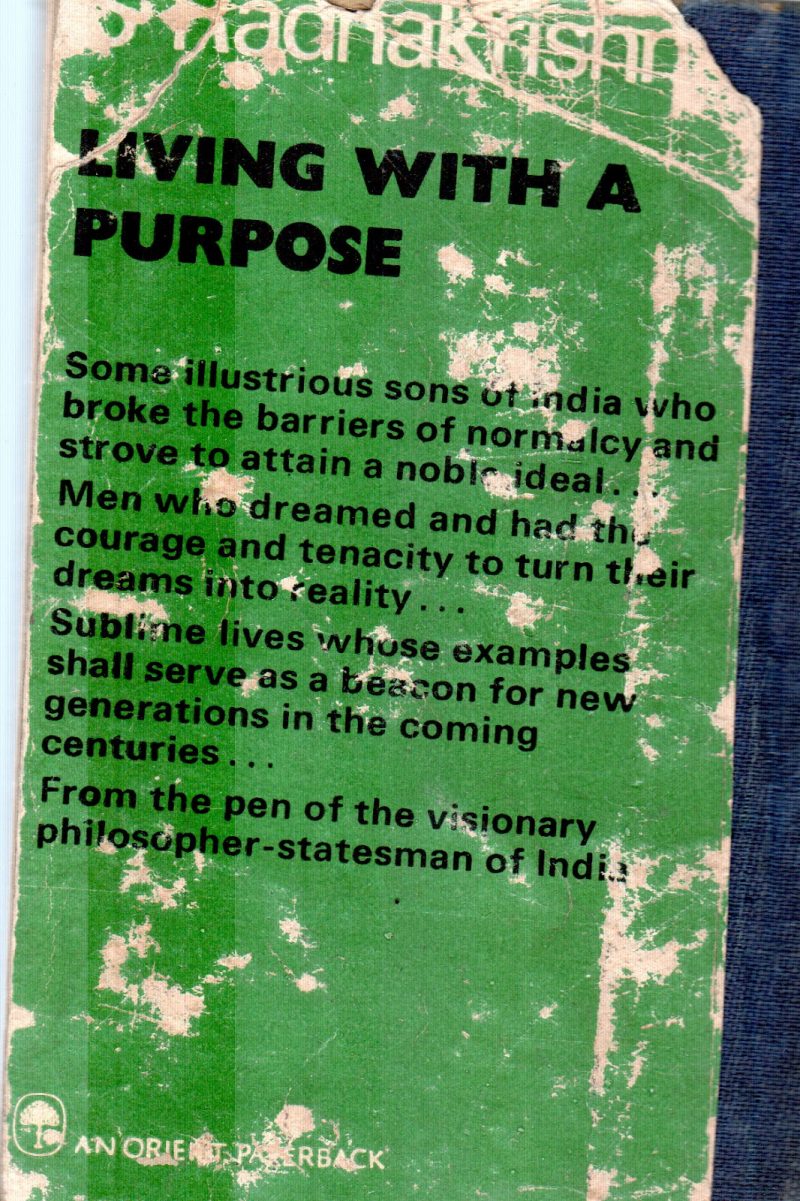 S Radhakrishn
LIVING WITH A
PURPOSE
Some illustrious sons of India who
broke the barriers of normalcy and
strove to attain a noble ideal...
Men who dreamed and had the
courage and tenacity to turn their
dreams into reality...
Sublime lives whose examples
shall serve as a beacon for new
generations in the coming
centuries...
From the pen of the visionary
philosopher-statesman of India
AN ORIENT PAPERBACK